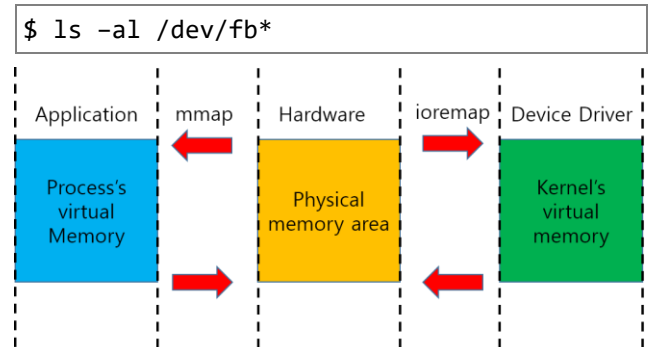 $ ls –al /dev/fb*
Application mmap Hardware ioremap Device Driver
Process's
virtual
Memory
Physical
memory area
Kernel's
virtual
memory